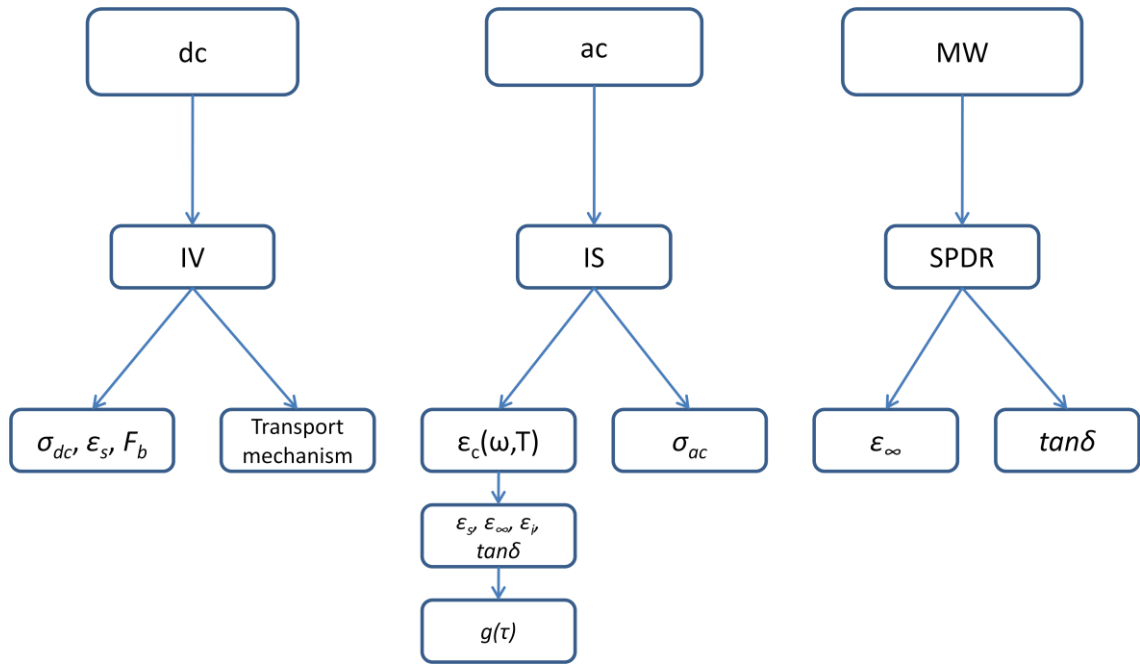 dc
ac
MW
IV
IS
SPDR
σdc, εs, Fb
Transport
mechanism
εc(ω,T)
σac
ε∞
tanδ
εs, ε∞, εi,
tanδ
g(τ)